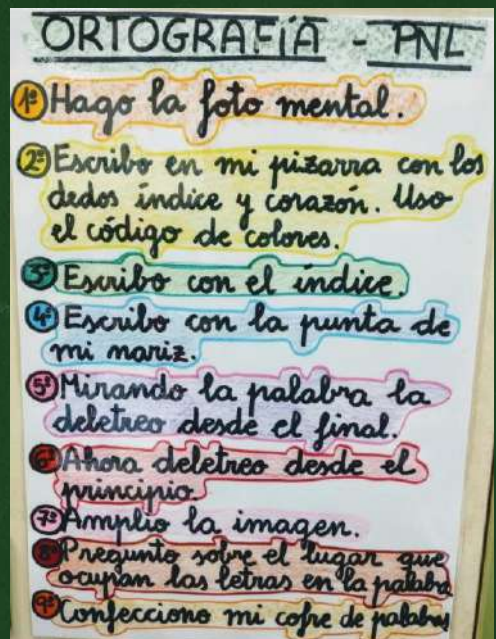 ORTOGRAFÍA - PNL
1º Hago la foto mental.
2º Escribo en mi pizarra con los
dedos índice y corazón. Uso
el código de colores.
3º Escribo con el índice.
4º Escribo con la punta de
mi nariz.
5º Mirando la palabra la
deletreo desde el final.
6º Ahora deletreo desde el
principio.
7º Amplío la imagen.
8º Pregunto sobre el lugar que
ocupan las letras en la palabra
9º Confecciono mi cofre de palabras